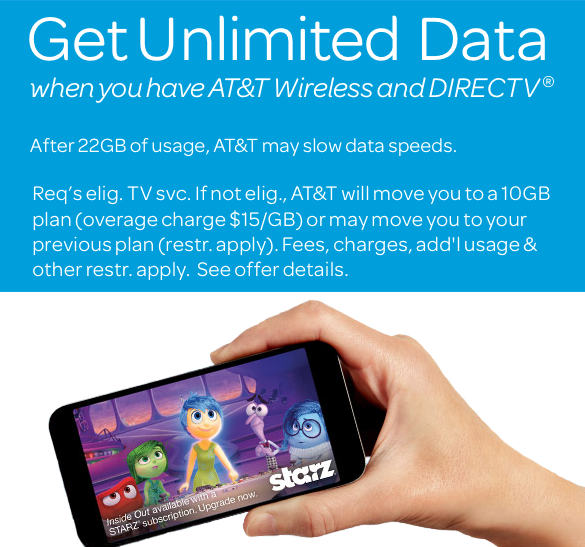 Get Unlimited Data
when you have AT&T Wireless and DIRECTV®
After 22GB of usage, AT&T may slow data speeds.
Req's elig. TV svc. If not elig., AT&T will move you to a 10GB
plan (overage charge $15/GB) or may move you to your
previous plan (restr. apply). Fees, charges, add'l usage &
other restr. apply. See offer details.
starz
Inside Out available with a
STARZ® subscription. Upgrade now.